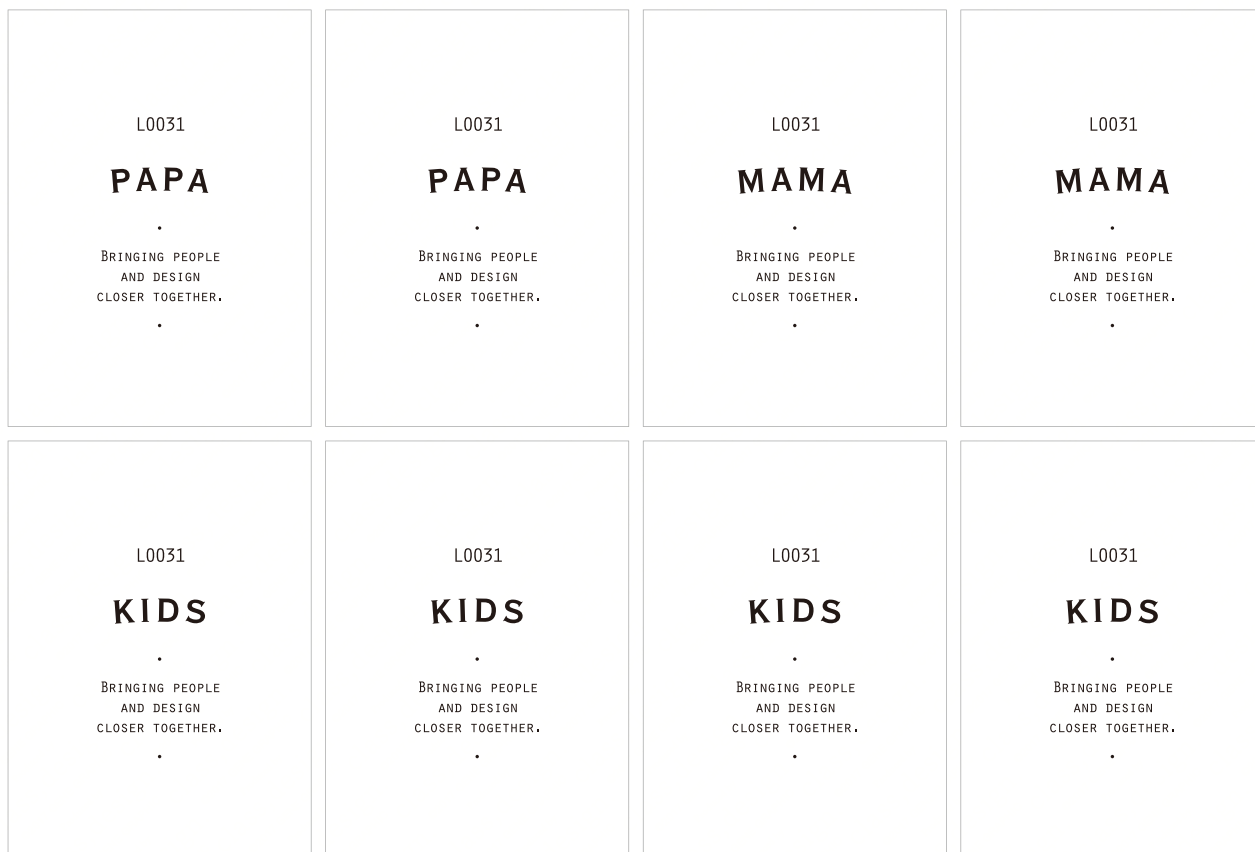 L0031
PAPA
•
BRINGING PEOPLE
AND DESIGN
CLOSER TOGETHER.
•
L0031
PAPA
•
BRINGING PEOPLE
AND DESIGN
CLOSER TOGETHER.
•
L0031
MAMA
•
BRINGING PEOPLE
AND DESIGN
CLOSER TOGETHER.
•
L0031
MAMA
•
BRINGING PEOPLE
AND DESIGN
CLOSER TOGETHER.
•
L0031
KIDS
•
BRINGING PEOPLE
AND DESIGN
CLOSER TOGETHER.
•
L0031
KIDS
•
BRINGING PEOPLE
AND DESIGN
CLOSER TOGETHER.
•
L0031
KIDS
•
BRINGING PEOPLE
AND DESIGN
CLOSER TOGETHER.
•
L0031
KIDS
•
BRINGING PEOPLE
AND DESIGN
CLOSER TOGETHER.
•